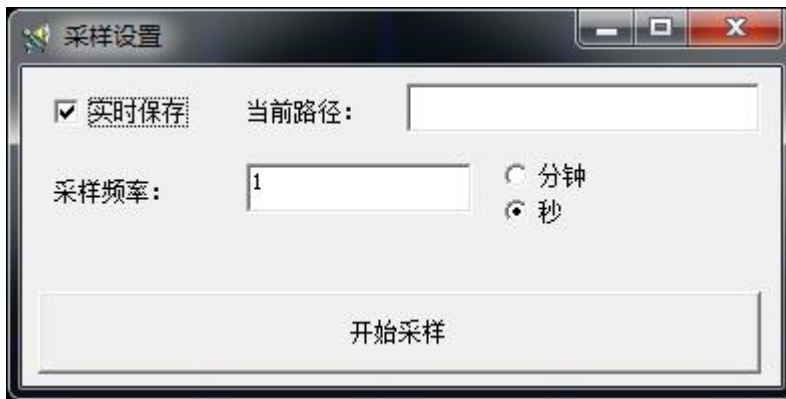 采样设置
实时保存 当前路径：
采样频率： 1 分钟
秒
开始采样